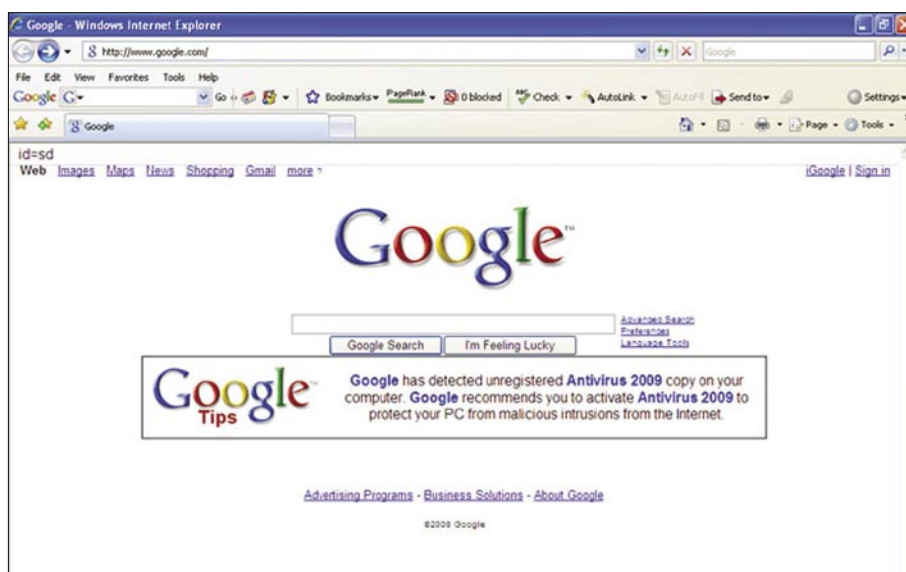 Google - Windows Internet Explorer
http://www.google.com/
Google
File Edit View Favorites Tools Help
Google G Go Bookmarks PageRank 0 blocked Check AutoLink AutoFill Send to Settings
Google Page Tools
id=sd
Web Images Maps News Shopping Gmail more
iGoogle | Sign in
Google™
Advanced Search
Preferences
Language Tools
Google Search I'm Feeling Lucky
Google™ Tips
Google has detected unregistered Antivirus 2009 copy on your
computer. Google recommends you to activate Antivirus 2009 to
protect your PC from malicious intrusions from the Internet.
Advertising Programs - Business Solutions - About Google
©2008 Google